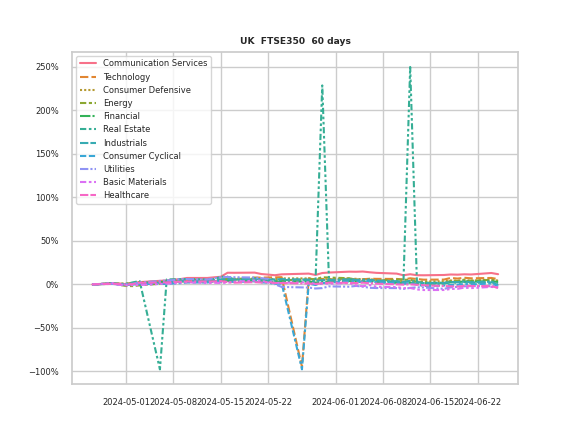 UK FTSE350 60 days
250%
200%
150%
100%
50%
0%
−50%
−100%
Communication Services
Technology
Consumer Defensive
Energy
Financial
Real Estate
Industrials
Consumer Cyclical
Utilities
Basic Materials
Healthcare
2024-05-01 2024-05-08 2024-05-15 2024-05-22 2024-06-01 2024-06-08 2024-06-15 2024-06-22